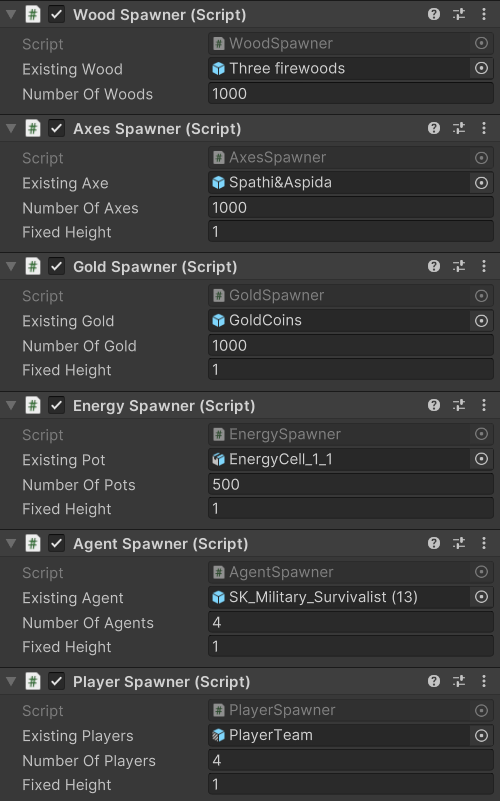 Wood Spawner (Script)
Script WoodSpawner
Existing Wood Three firewoods
Number Of Woods 1000
Axes Spawner (Script)
Script AxesSpawner
Existing Axe Spathi&Aspida
Number Of Axes 1000
Fixed Height 1
Gold Spawner (Script)
Script GoldSpawner
Existing Gold GoldCoins
Number Of Gold 1000
Fixed Height 1
Energy Spawner (Script)
Script EnergySpawner
Existing Pot EnergyCell_1_1
Number Of Pots 500
Fixed Height 1
Agent Spawner (Script)
Script AgentSpawner
Existing Agent SK_Military_Survivalist (13)
Number Of Agents 4
Fixed Height 1
Player Spawner (Script)
Script PlayerSpawner
Existing Players PlayerTeam
Number Of Players 4
Fixed Height 1